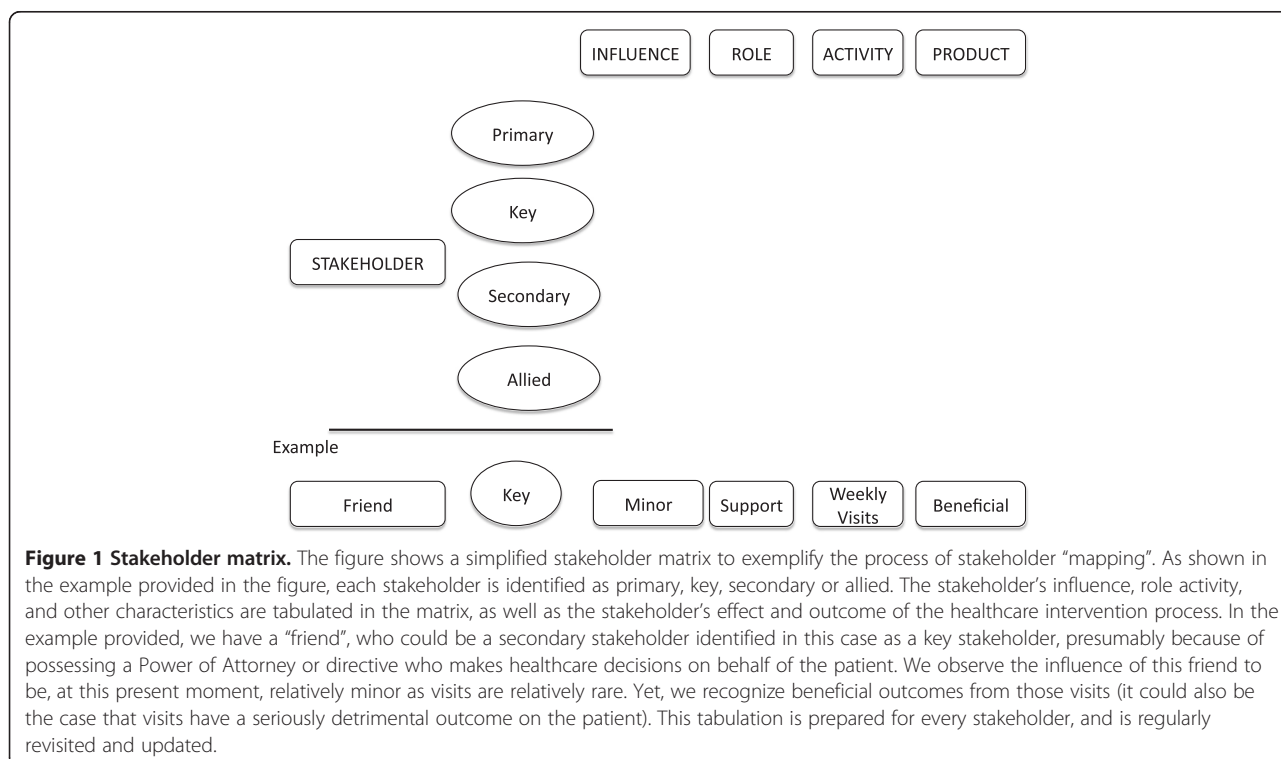 INFLUENCE ROLE ACTIVITY PRODUCT
Primary
Key
STAKEHOLDER
Secondary
Allied
Example
Friend Key Minor Support Weekly Visits Beneficial
Figure 1 Stakeholder matrix. The figure shows a simplified stakeholder matrix to exemplify the process of stakeholder “mapping”. As shown in
the example provided in the figure, each stakeholder is identified as primary, key, secondary or allied. The stakeholder’s influence, role activity,
and other characteristics are tabulated in the matrix, as well as the stakeholder’s effect and outcome of the healthcare intervention process. In the
example provided, we have a “friend”, who could be a secondary stakeholder identified in this case as a key stakeholder, presumably because of
possessing a Power of Attorney or directive who makes healthcare decisions on behalf of the patient. We observe the influence of this friend to
be, at this present moment, relatively minor as visits are relatively rare. Yet, we recognize beneficial outcomes from those visits (it could also be
the case that visits have a seriously detrimental outcome on the patient). This tabulation is prepared for every stakeholder, and is regularly
revisited and updated.